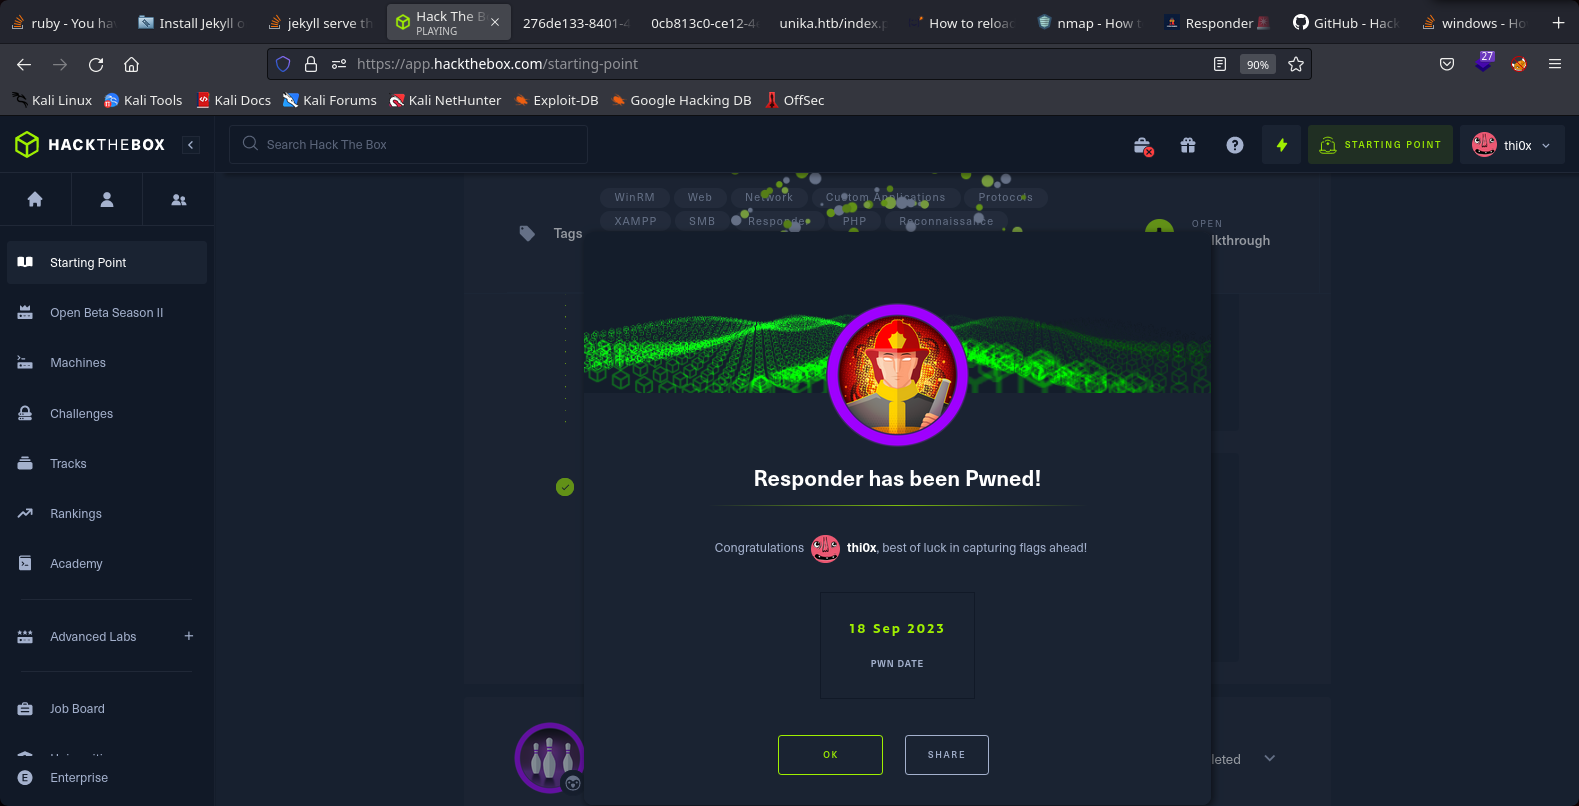 ruby - You ha
Install Jekyll o
jekyll serve th
Hack The B
PLAYING
276de133-8401-4
0cb813c0-ce12-4
unika.htb/index.p
How to reloa
nmap - How t
Responder
GitHub - Hack
windows - Ho
https://app.hackthebox.com/starting-point
90%
27
Kali Linux
Kali Tools
Kali Docs
Kali Forums
Kali NetHunter
Exploit-DB
Google Hacking DB
OffSec
HACKTHEBOX
Search Hack The Box
STARTING POINT
thi0x
WinRM
Web
Network
Custom Applications
Protocols
XAMPP
SMB
Responder
PHP
Reconnaissance
Tags
OPEN
lkthrough
Starting Point
Open Beta Season II
Machines
Challenges
Tracks
Rankings
Academy
Advanced Labs
Job Board
Enterprise
Responder has been Pwned!
Congratulations thi0x, best of luck in capturing flags ahead!
18 Sep 2023
PWN DATE
OK
SHARE
leted